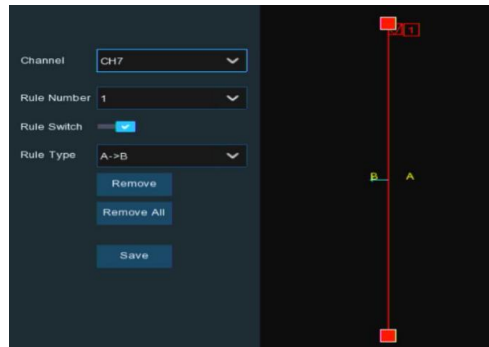 Channel CH7
Rule Number 1
Rule Switch
Rule Type A->B
Remove
Remove All
Save
1
B A